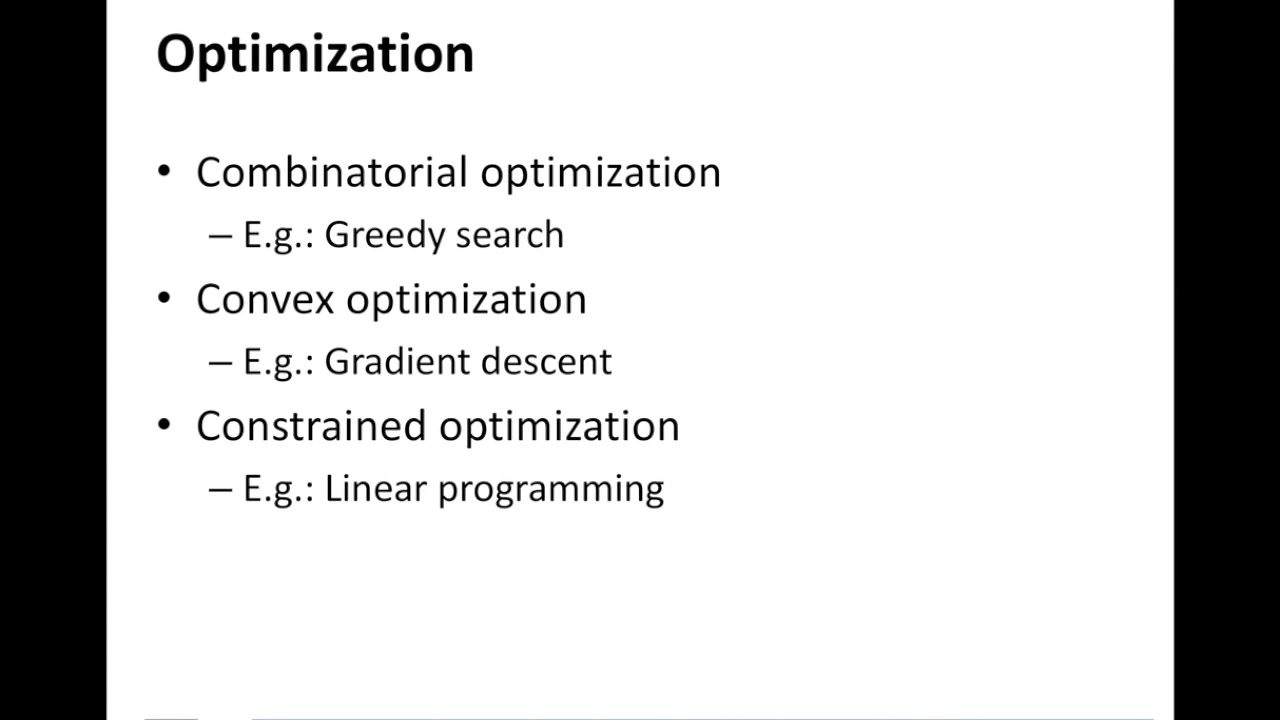 Optimization
• Combinatorial optimization
– E.g.: Greedy search
• Convex optimization
– E.g.: Gradient descent
• Constrained optimization
– E.g.: Linear programming